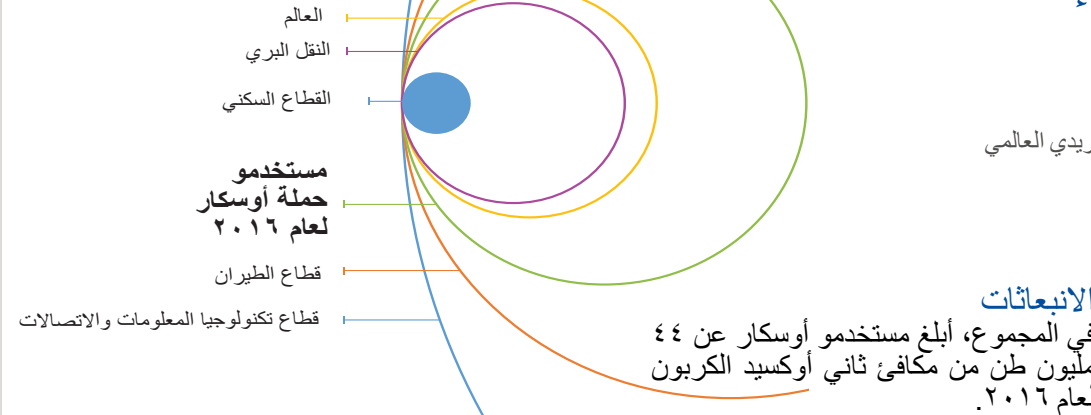 العالم
النقل البري
القطاع السكني
مستخدمو
حملة أوسكار
لعام ٢٠١٦
قطاع الطيران
قطاع تكنولوجيا المعلومات والاتصالات
العالمي
الانبعاثات
في المجموع، أبلغ مستخدمو أوسكار عن ٤٤
مليون طن من مكافئ ثاني أوكسيد الكربون
لعام ٢٠١٦.